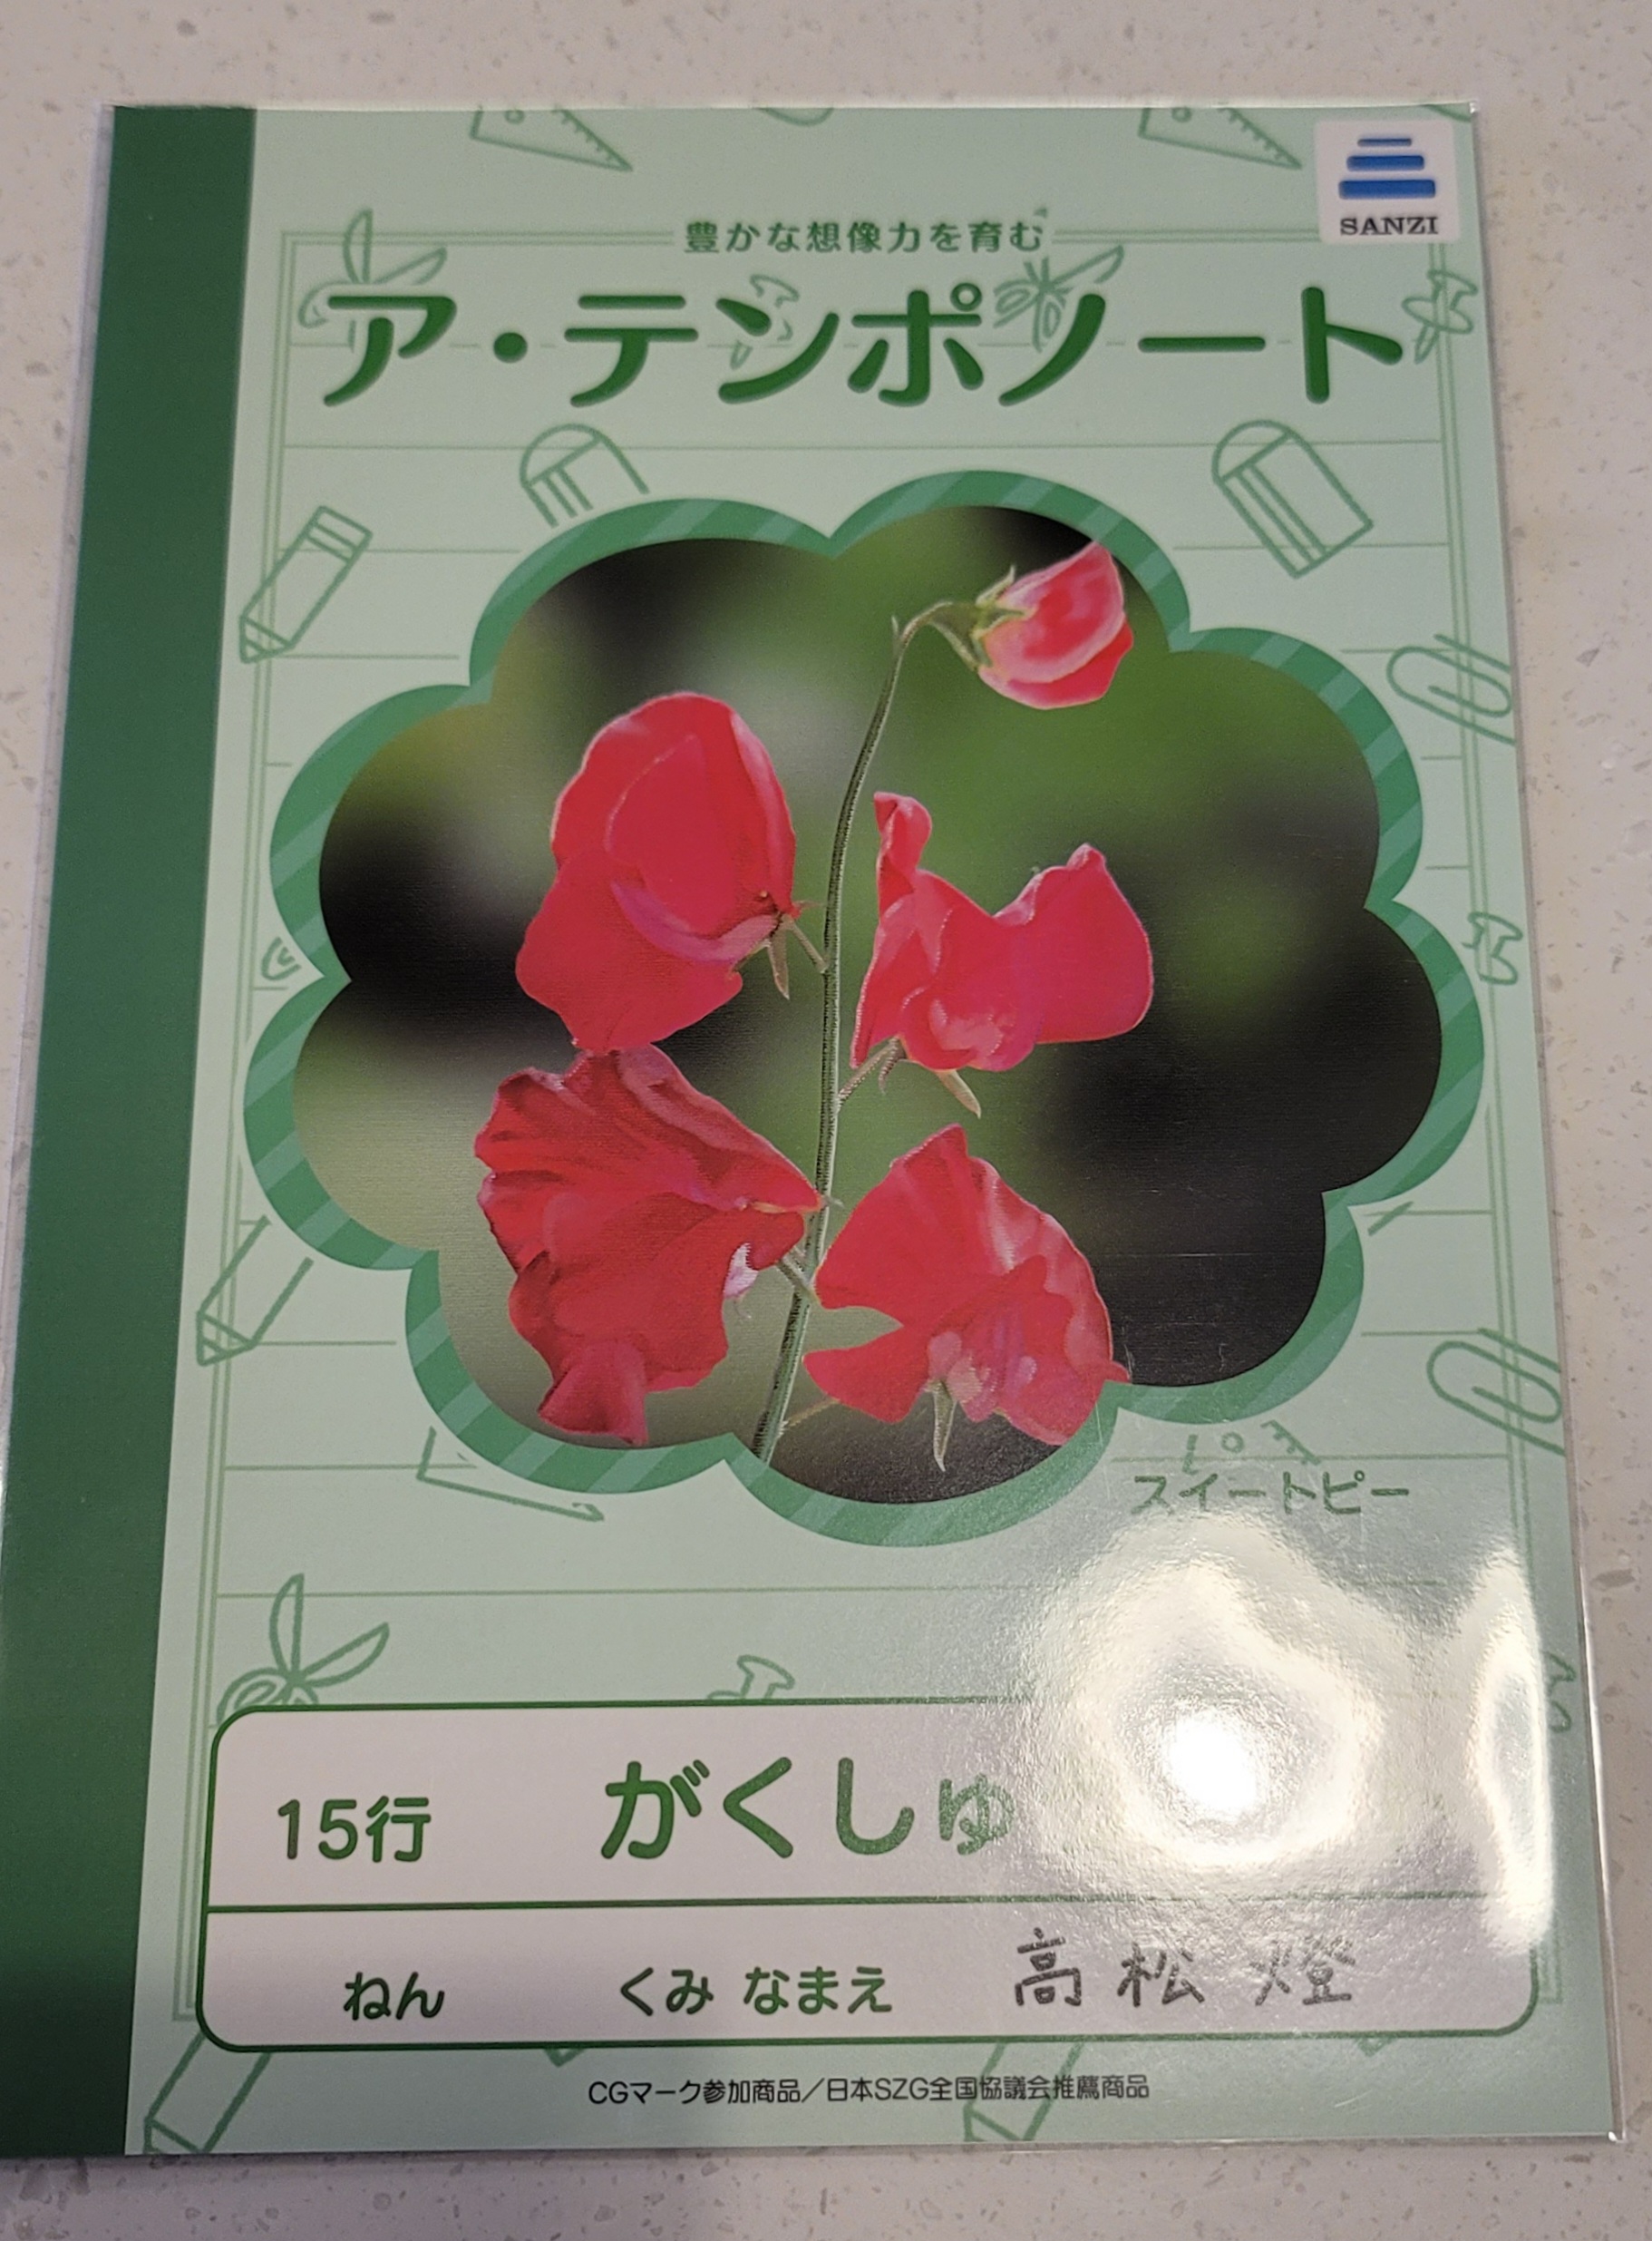 SANZI
豊かな想像力を育む
ア・テンポノート
スイートピー
15行 がくしゅ
ねん くみ なまえ 高松燈
CGマーク参加商品／日本SZG全国協議会推薦商品